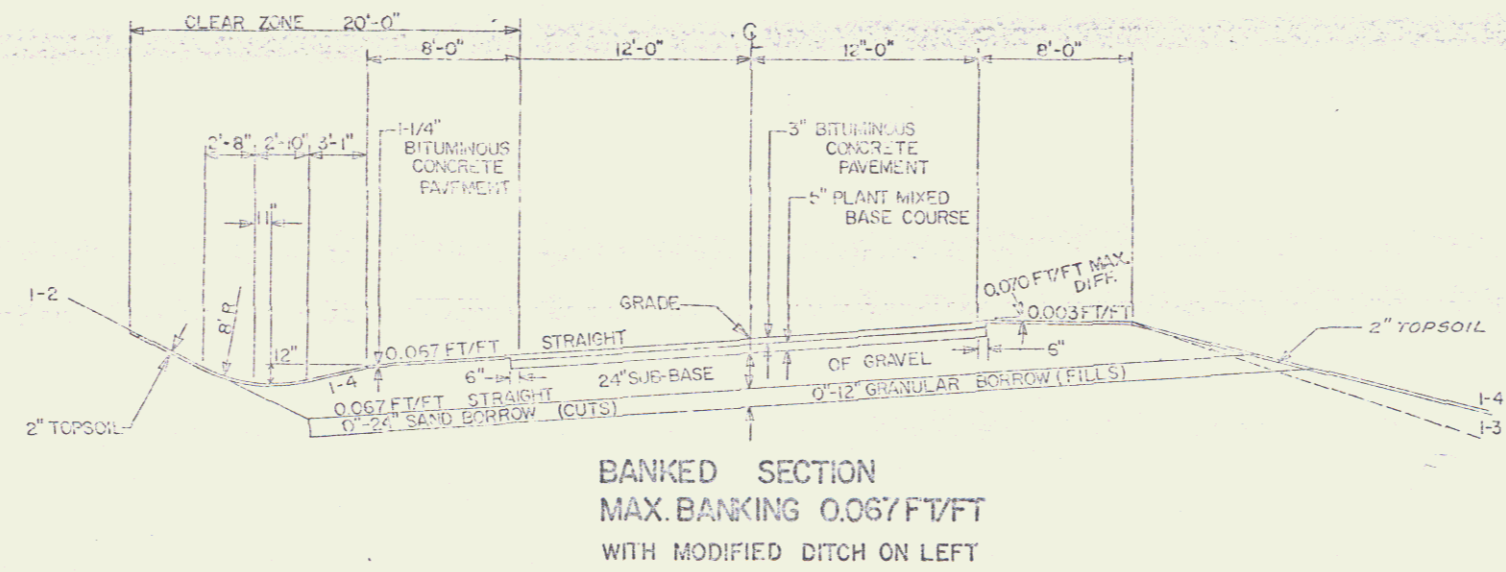 CLEAR ZONE 20'-0"
℄
8'-0"
12'-0"
12"-0"
8'-0"
2'-8"
2'-10"
3'-1"
1-1/4"
BITUMINOUS
CONCRETE
PAVEMENT
3" BITUMINOUS
CONCRETE
PAVEMENT
5" PLANT MIXED
BASE COURSE
11"
8' R
12"
1-2
1-4
0.067 FT/FT
STRAIGHT
GRADE
0.070 FT/FT MAX.
DIFF.
0.003 FT/FT
2" TOPSOIL
6"
6"
24" SUB-BASE
OF GRAVEL
0.067 FT/FT STRAIGHT
0"-24" SAND BORROW (CUTS)
0"-12" GRANULAR BORROW (FILLS)
2" TOPSOIL
1-4
1-3
BANKED SECTION
MAX. BANKING 0.067 FT/FT
WITH MODIFIED DITCH ON LEFT